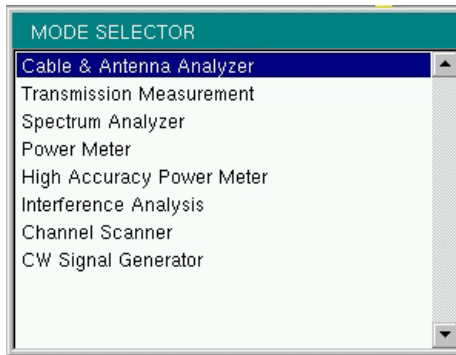 MODE SELECTOR
Cable & Antenna Analyzer
Transmission Measurement
Spectrum Analyzer
Power Meter
High Accuracy Power Meter
Interference Analysis
Channel Scanner
CW Signal Generator